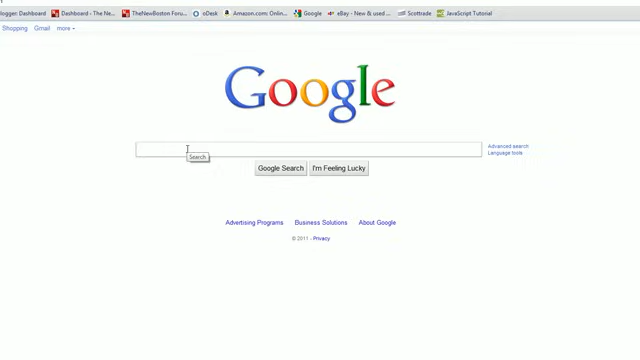 logger: Dashboard Dashboard - The Ne... TheNewBoston Foru... oDesk Amazon.com: Onlin... Google eBay - New & used ... Scottrade JavaScript Tutorial
Shopping Gmail more
Google
Advanced search
Search
Language tools
Google Search I'm Feeling Lucky
Advertising Programs Business Solutions About Google
© 2011 - Privacy